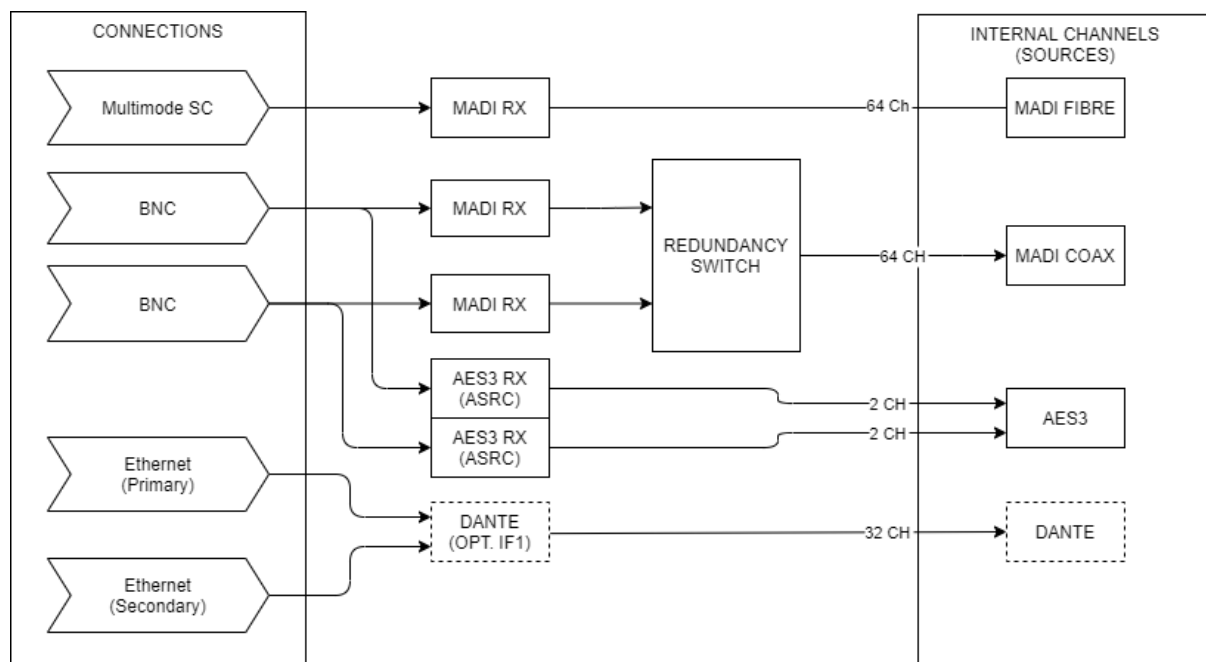 CONNECTIONS
INTERNAL CHANNELS
(SOURCES)
Multimode SC
MADI RX
64 Ch
MADI FIBRE
BNC
MADI RX
REDUNDANCY
SWITCH
64 CH
MADI COAX
BNC
MADI RX
AES3 RX
(ASRC)
2 CH
AES3
AES3 RX
(ASRC)
2 CH
Ethernet
(Primary)
DANTE
(OPT. IF1)
32 CH
DANTE
Ethernet
(Secondary)